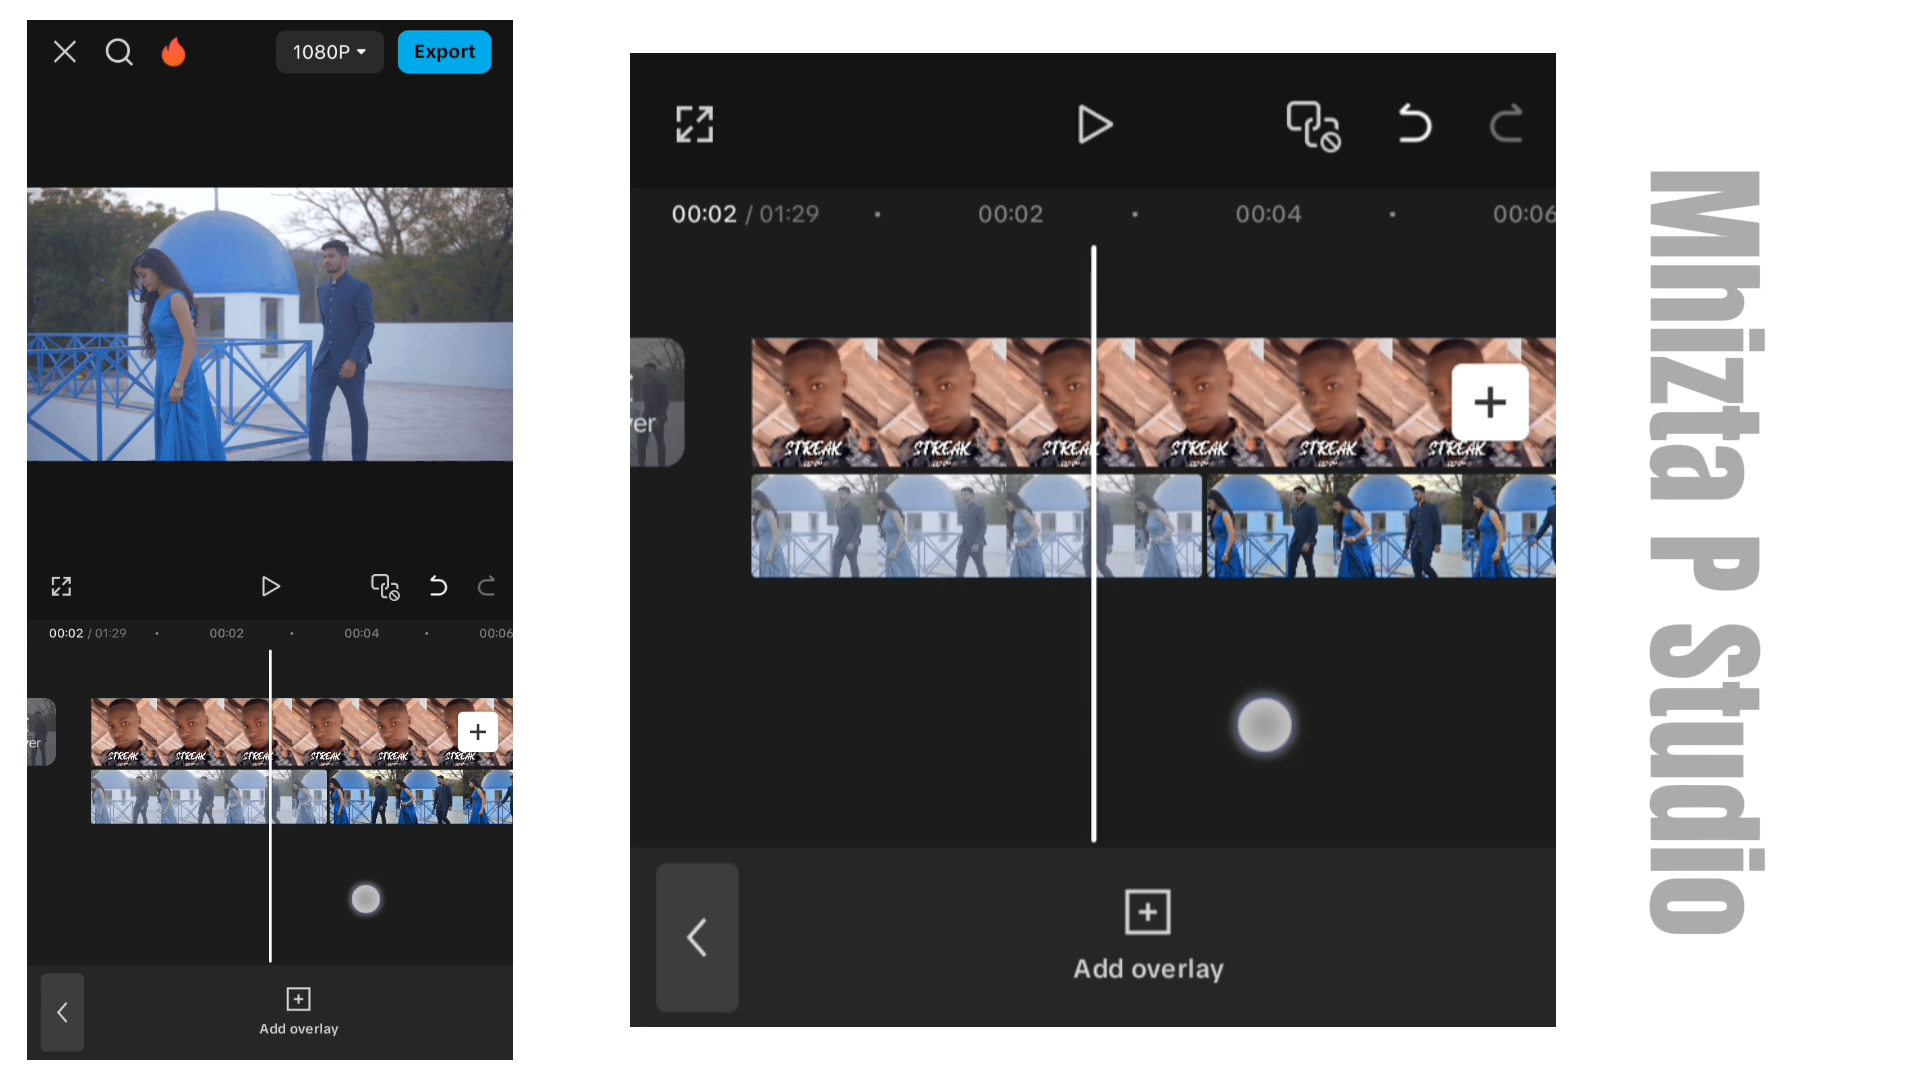 1080P
Export
00:02 / 01:29
00:02
00:04
00:06
er
STREAK STREAK STREAK STREAK STREAK STREAK
Add overlay
00:02 / 01:29
00:02
00:04
00:06
er
STREAK STREAK STREAK STREAK STREAK STREAK
Add overlay
Mhizta P Studio